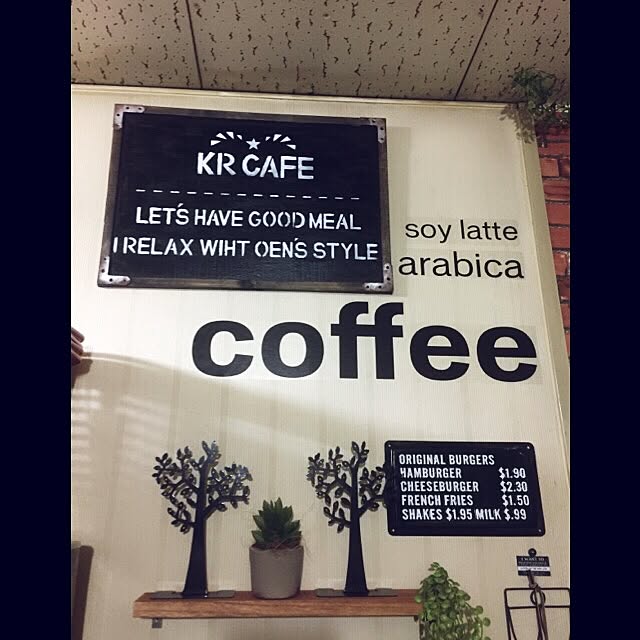 KR CAFE
LET'S HAVE GOOD MEAL
I RELAX WIHT OEN'S STYLE
soy latte
arabica
coffee
ORIGINAL BURGERS
HAMBURGER $1.90
CHEESEBURGER $2.30
FRENCH FRIES $1.50
SHAKES $1.95 MILK $.99